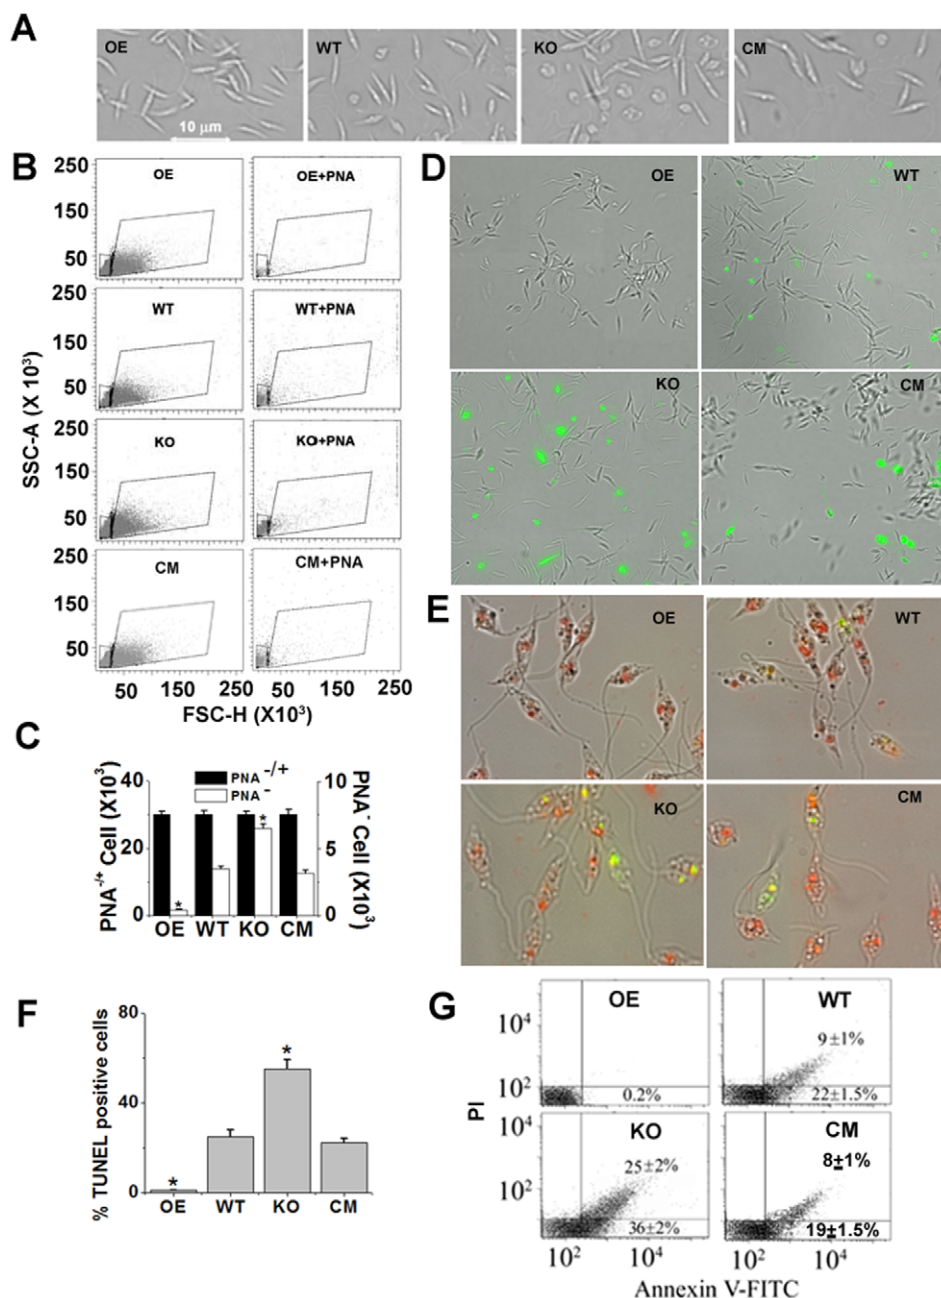 A
OE
WT
KO
CM
10 μm
B
250
150
50
OE
OE+PNA
250
150
50
WT
WT+PNA
250
150
50
KO
KO+PNA
250
150
50
CM
CM+PNA
50
150
250
50
150
250
SSC-A (X 10³)
FSC-H (X10³)
C
PNA -/+
PNA -
40
20
0
10
5
0
PNA-/+ Cell (X10³)
PNA- Cell (X10³)
*
*
OE WT KO CM
D
OE
WT
KO
CM
E
OE
WT
KO
CM
F
% TUNEL positive cells
80
40
0
*
*
OE WT KO CM
G
OE
0.2%
WT
9±1%
22±1.5%
KO
25±2%
36±2%
CM
8±1%
19±1.5%
10⁴
10²
10⁴
10²
PI
10² 10⁴ 10² 10⁴
Annexin V-FITC